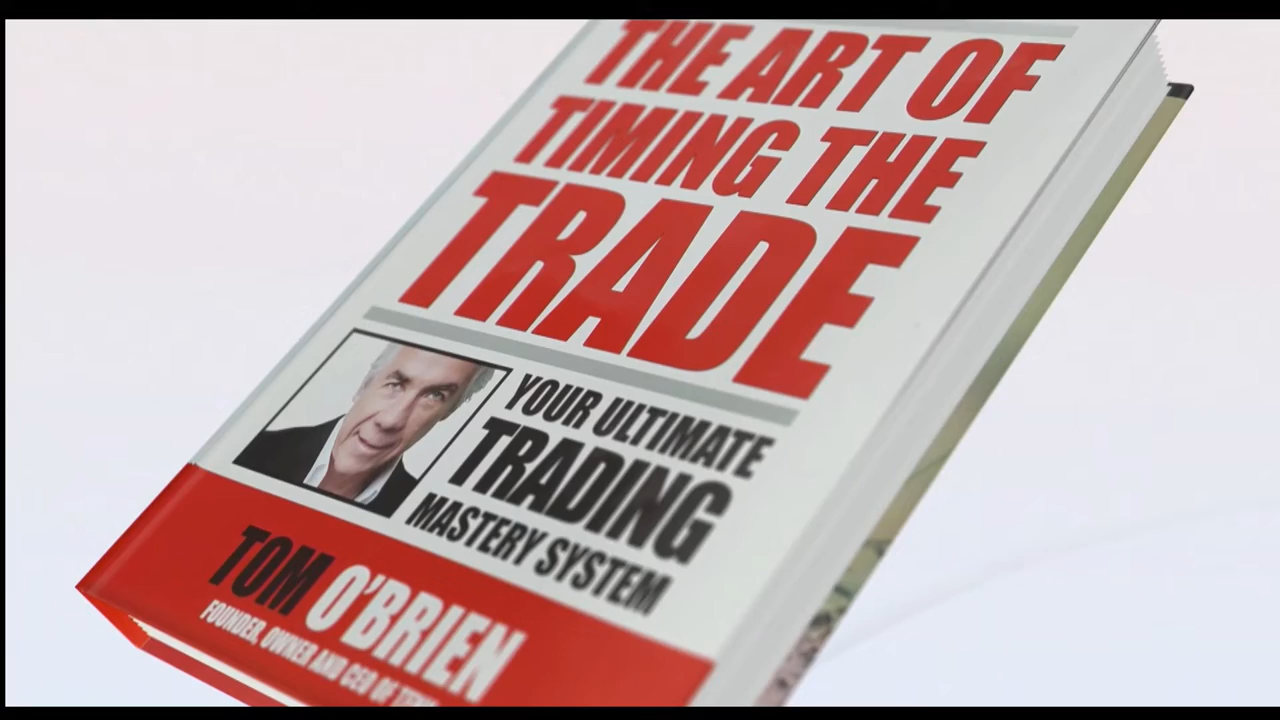 THE ART OF
TIMING THE
TRADE
YOUR ULTIMATE
TRADING
MASTERY SYSTEM
TOM O'BRIEN
FOUNDER, OWNER AND CEO OF